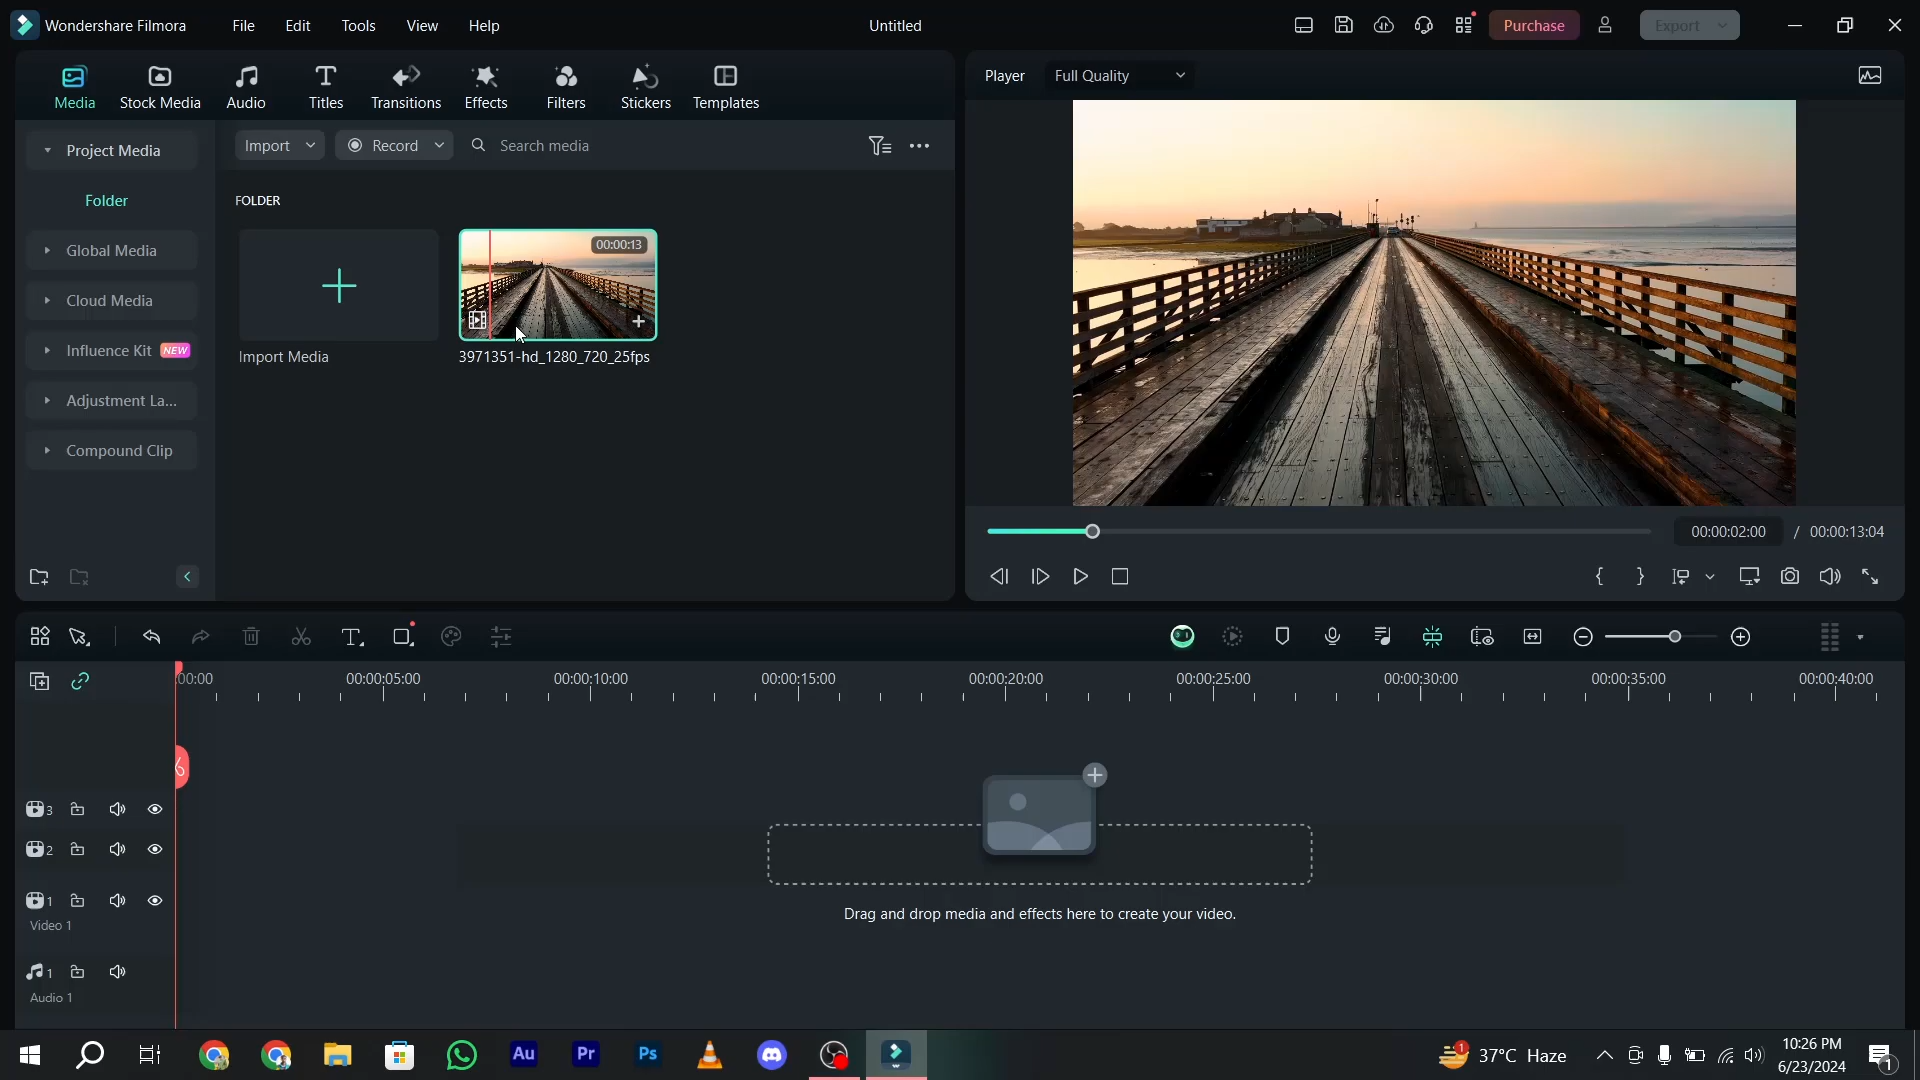 Wondershare Filmora
File
Edit
Tools
View
Help
Untitled
Purchase
Export
Media
Stock Media
Audio
Titles
Transitions
Effects
Filters
Stickers
Templates
Player
Full Quality
Project Media
Folder
Global Media
Cloud Media
Influence Kit NEW
Adjustment La...
Compound Clip
Import
Record
Search media
FOLDER
Import Media
00:00:13
3971351-hd_1280_720_25fps
00:00:02:00 / 00:00:13:04
:00:00
00:00:05:00
00:00:10:00
00:00:15:00
00:00:20:00
00:00:25:00
00:00:30:00
00:00:35:00
00:00:40:00
3
2
1
Video 1
1
Audio 1
Drag and drop media and effects here to create your video.
Au
Pr
Ps
1
37°C Haze
10:26 PM
6/23/2024
1